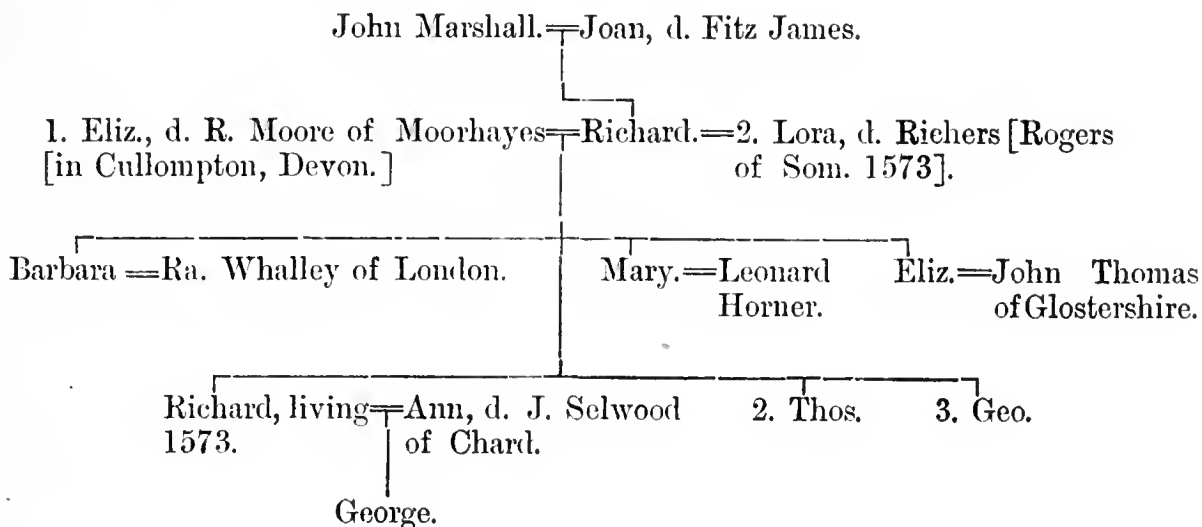 John Marshall.=Joan, d. Fitz James.
1. Eliz., d. R. Moore of Moorhayes=Richard.=2. Lora, d. Richers [Rogers
[in Cullompton, Devon.] of Som. 1573].
Barbara=Ra. Whalley of London. Mary.=Leonard Eliz.=John Thomas
Horner. of Glostershire.
Richard, living=Ann, d. J. Selwood 2. Thos. 3. Geo.
1573. of Chard.
George.